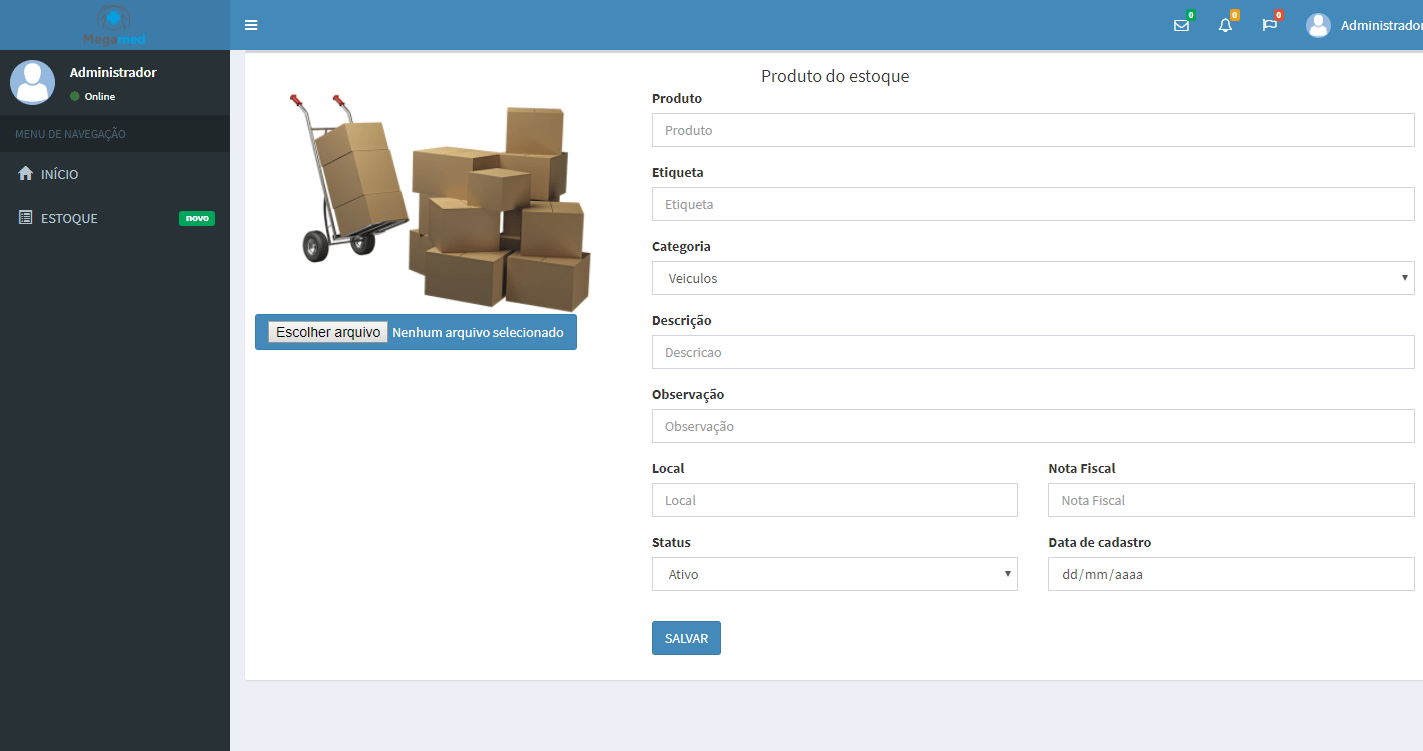 Megamed
0
0
0
Administrador
Administrador
Online
MENU DE NAVEGAÇÃO
INÍCIO
ESTOQUE
novo
Escolher arquivo Nenhum arquivo selecionado
Produto do estoque
Produto
Produto
Etiqueta
Etiqueta
Categoria
Veiculos
Descrição
Descricao
Observação
Observação
Local
Local
Nota Fiscal
Nota Fiscal
Status
Ativo
Data de cadastro
dd/mm/aaaa
SALVAR